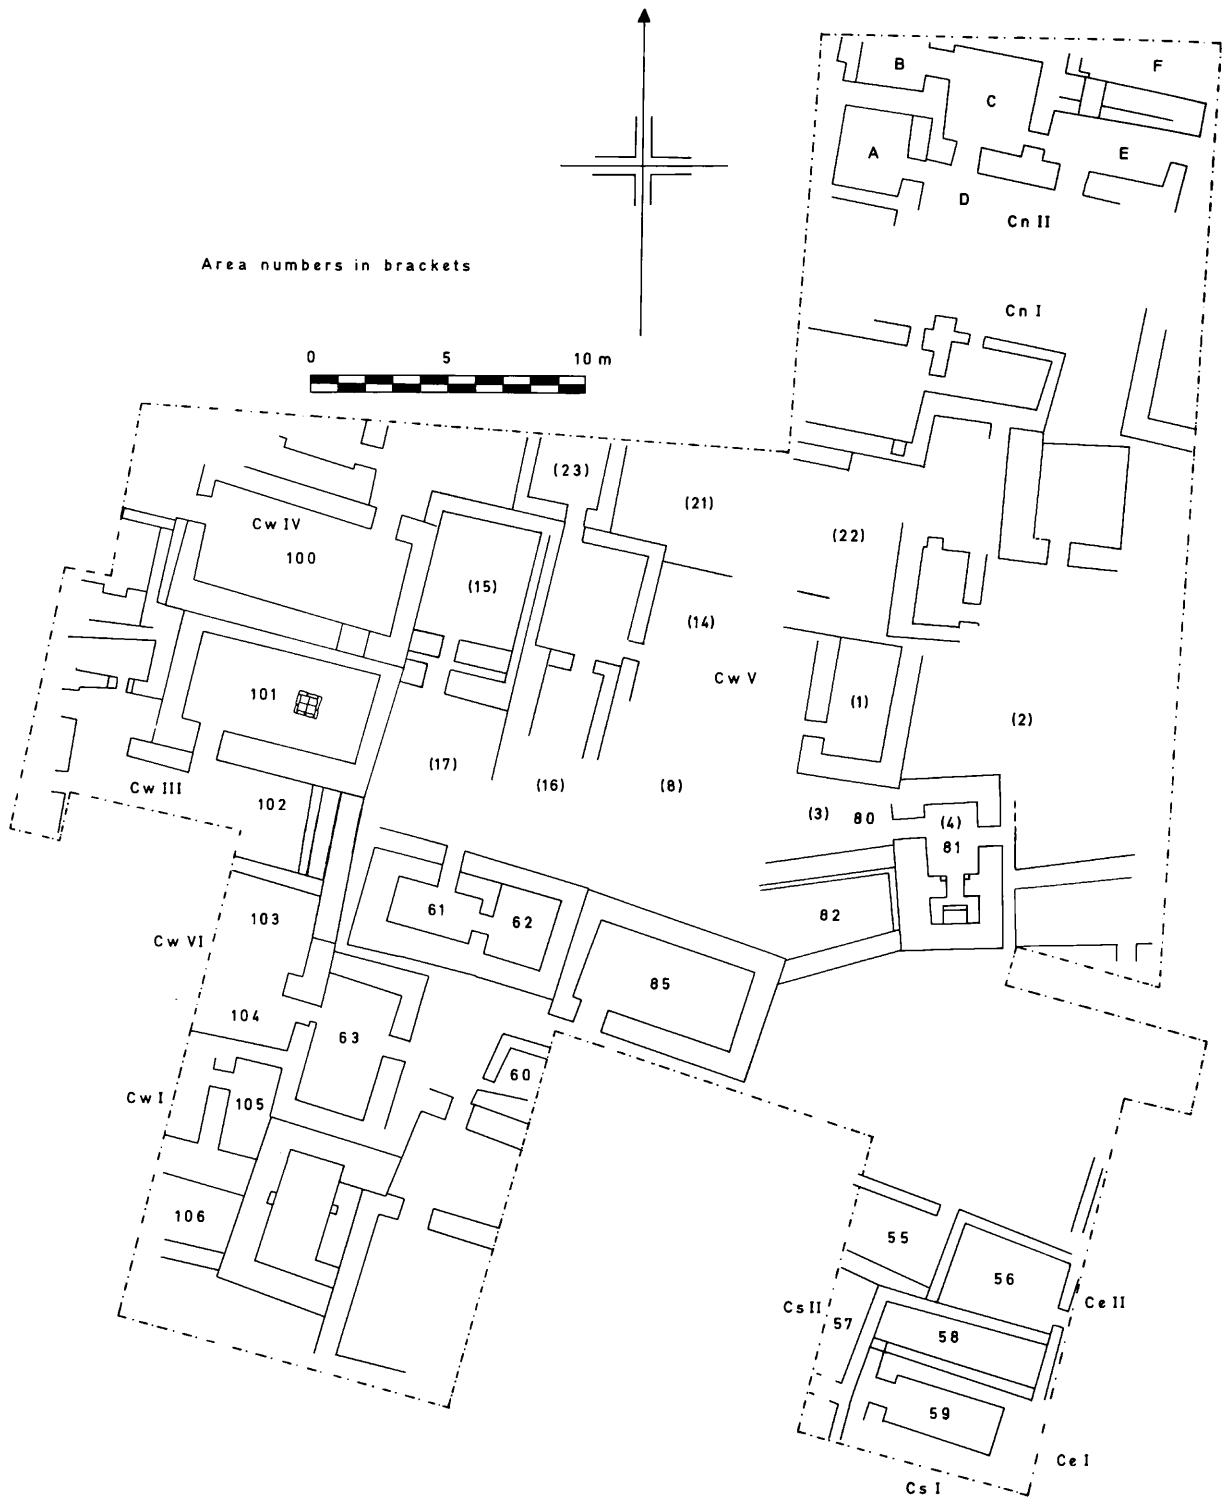 B
F
C
A
E
D
Cn II
Area numbers in brackets
Cn I
0 5 10 m
(23)
(21)
Cw IV
100
(22)
(15)
(14)
Cw V
101
(1)
(2)
(17)
(16)
(8)
Cw III
102
(3)
80
(4)
81
61
62
82
103
Cw VI
85
104
63
60
Cw I
105
106
55
56
Cs II
57
Ce II
58
59
Ce I
Cs I